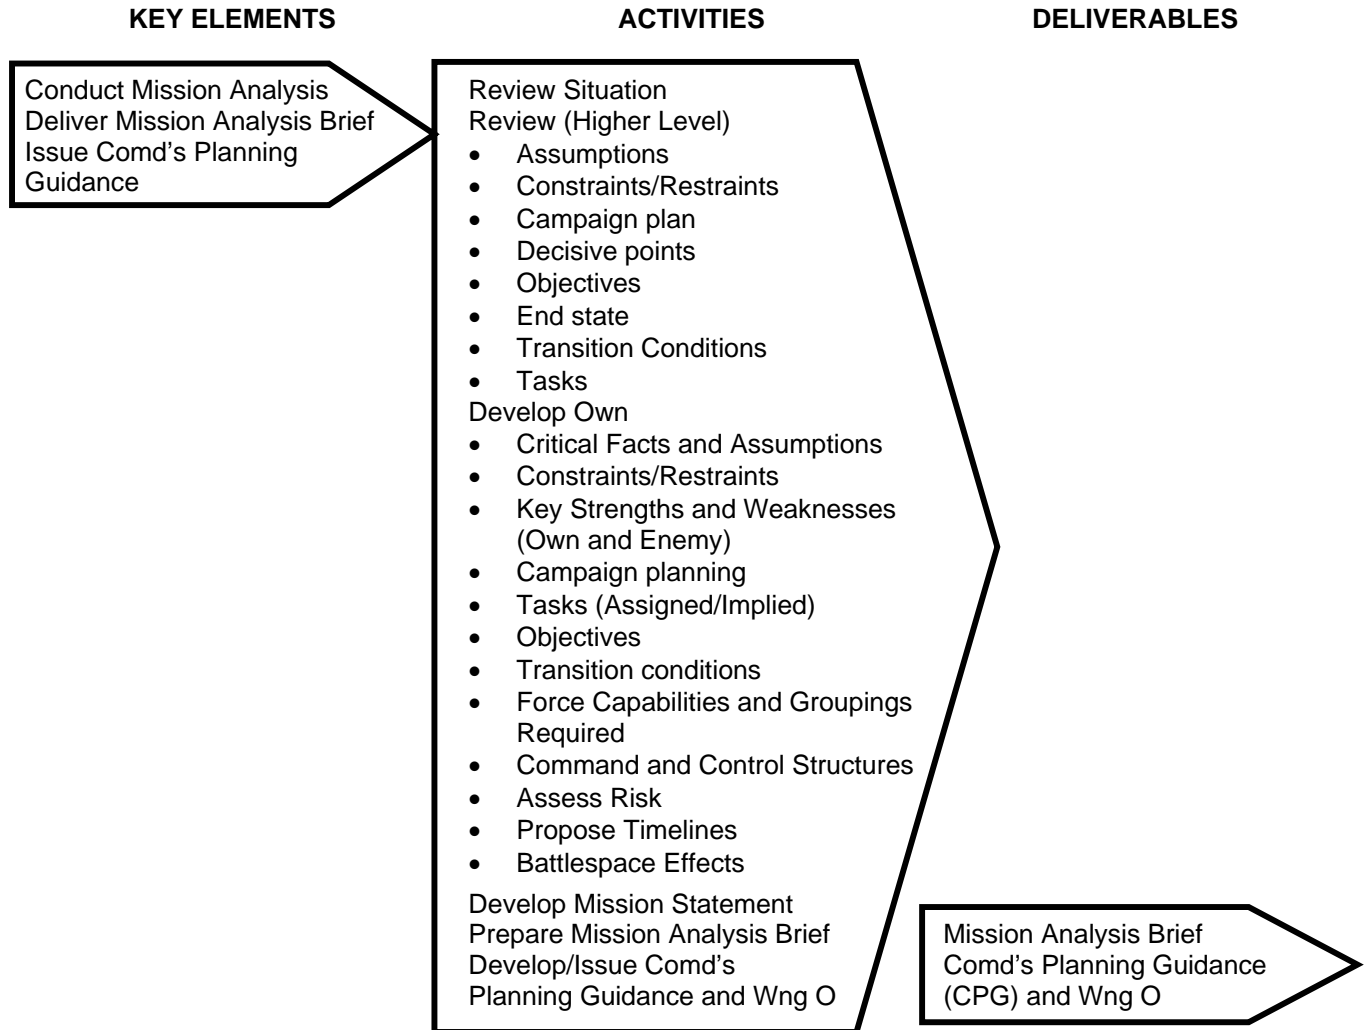 KEY ELEMENTS
ACTIVITIES
DELIVERABLES
Conduct Mission Analysis
Deliver Mission Analysis Brief
Issue Comd’s Planning
Guidance
Review Situation
Review (Higher Level)
• Assumptions
• Constraints/Restraints
• Campaign plan
• Decisive points
• Objectives
• End state
• Transition Conditions
• Tasks
Develop Own
• Critical Facts and Assumptions
• Constraints/Restraints
• Key Strengths and Weaknesses
(Own and Enemy)
• Campaign planning
• Tasks (Assigned/Implied)
• Objectives
• Transition conditions
• Force Capabilities and Groupings
Required
• Command and Control Structures
• Assess Risk
• Propose Timelines
• Battlespace Effects
Develop Mission Statement
Prepare Mission Analysis Brief
Develop/Issue Comd’s
Planning Guidance and Wng O
Mission Analysis Brief
Comd’s Planning Guidance
(CPG) and Wng O